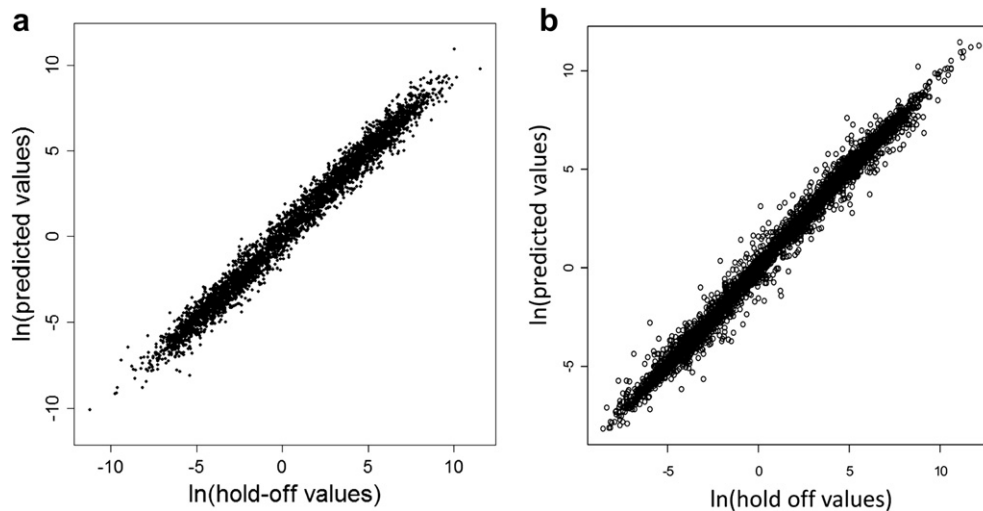 a
ln(predicted values)
10
5
0
-5
-10
-10 -5 0 5 10
ln(hold-off values)
b
ln(predicted values)
10
5
0
-5
-5 0 5 10
ln(hold off values)